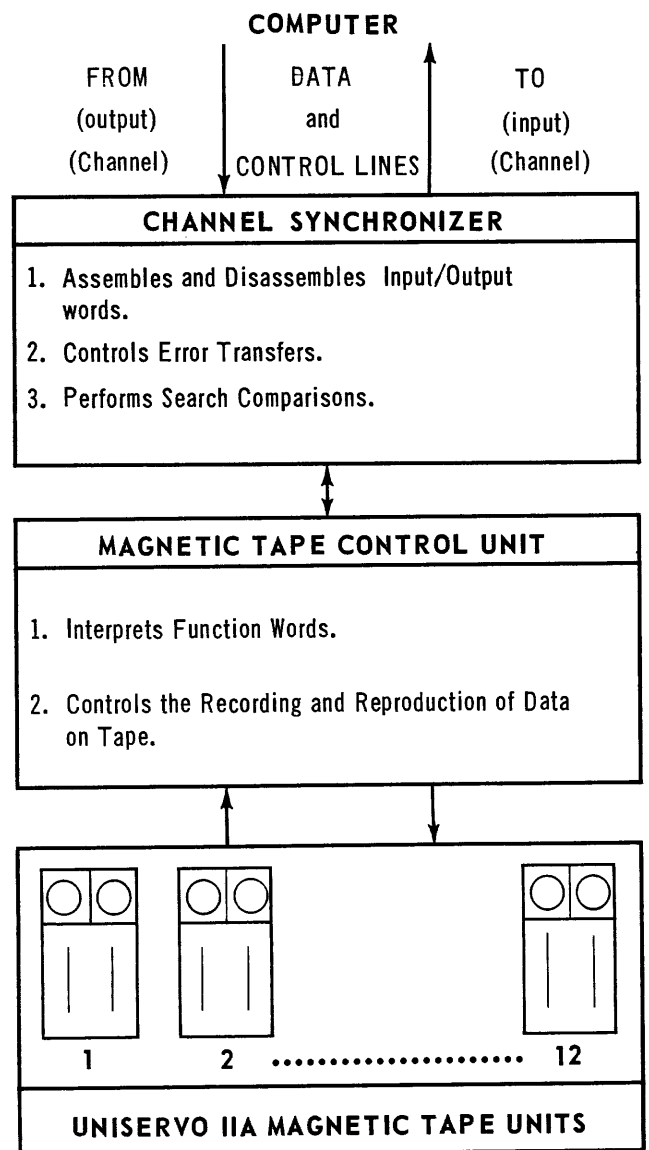 COMPUTER
FROM DATA TO
(output) and (input)
(Channel) CONTROL LINES (Channel)
CHANNEL SYNCHRONIZER
1. Assembles and Disassembles Input/Output
words.
2. Controls Error Transfers.
3. Performs Search Comparisons.
MAGNETIC TAPE CONTROL UNIT
1. Interprets Function Words.
2. Controls the Recording and Reproduction of Data
on Tape.
1 2 ...................... 12
UNISERVO IIA MAGNETIC TAPE UNITS